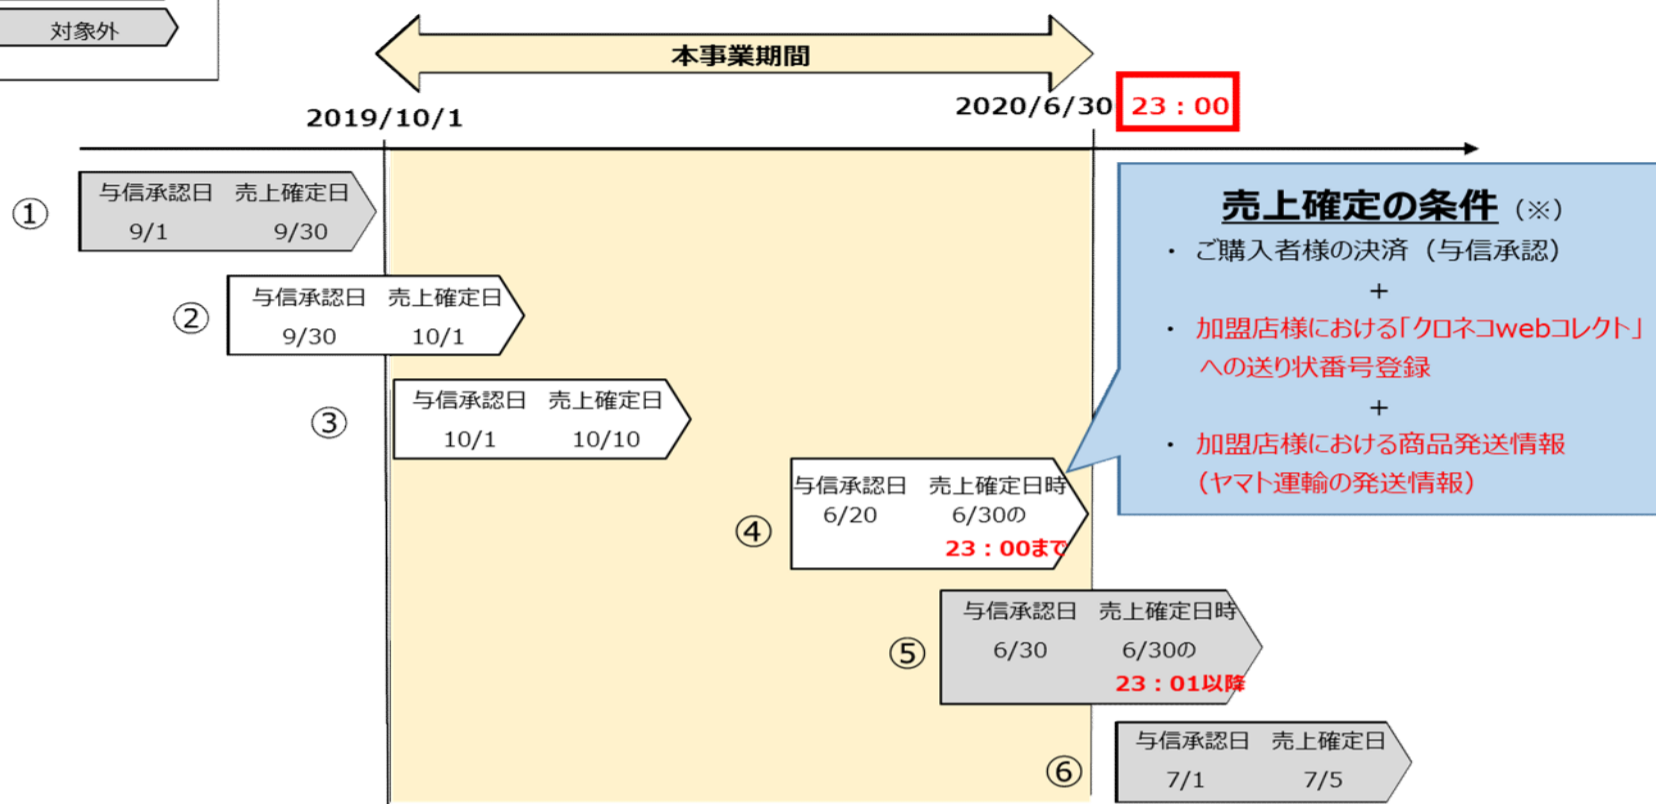 対象外
本事業期間
2019/10/1
2020/6/30 23：00
① 与信承認日 売上確定日
9/1 9/30
② 与信承認日 売上確定日
9/30 10/1
③ 与信承認日 売上確定日
10/1 10/10
④ 与信承認日 売上確定日時
6/20 6/30の
23：00まで
⑤ 与信承認日 売上確定日時
6/30 6/30の
23：01以降
⑥ 与信承認日 売上確定日
7/1 7/5
売上確定の条件（※）
・ ご購入者様の決済（与信承認）
+
・ 加盟店様における「クロネコwebコレクト」
への送り状番号登録
+
・ 加盟店様における商品発送情報
（ヤマト運輸の発送情報）